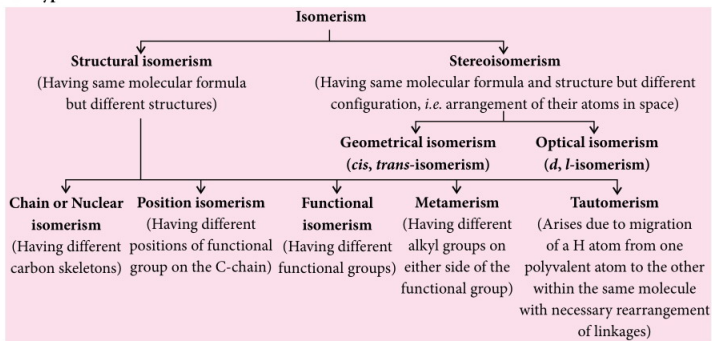 Isomerism
Structural isomerism
(Having same molecular formula
but different structures)
Stereoisomerism
(Having same molecular formula and structure but different
configuration, i.e. arrangement of their atoms in space)
Geometrical isomerism
(cis, trans-isomerism)
Optical isomerism
(d, l-isomerism)
Chain or Nuclear
isomerism
(Having different
carbon skeletons)
Position isomerism
(Having different
positions of functional
group on the C-chain)
Functional
isomerism
(Having different
functional groups)
Metamerism
(Having different
alkyl groups on
either side of the
functional group)
Tautomerism
(Arises due to migration
of a H atom from one
polyvalent atom to the other
within the same molecule
with necessary rearrangement
of linkages)